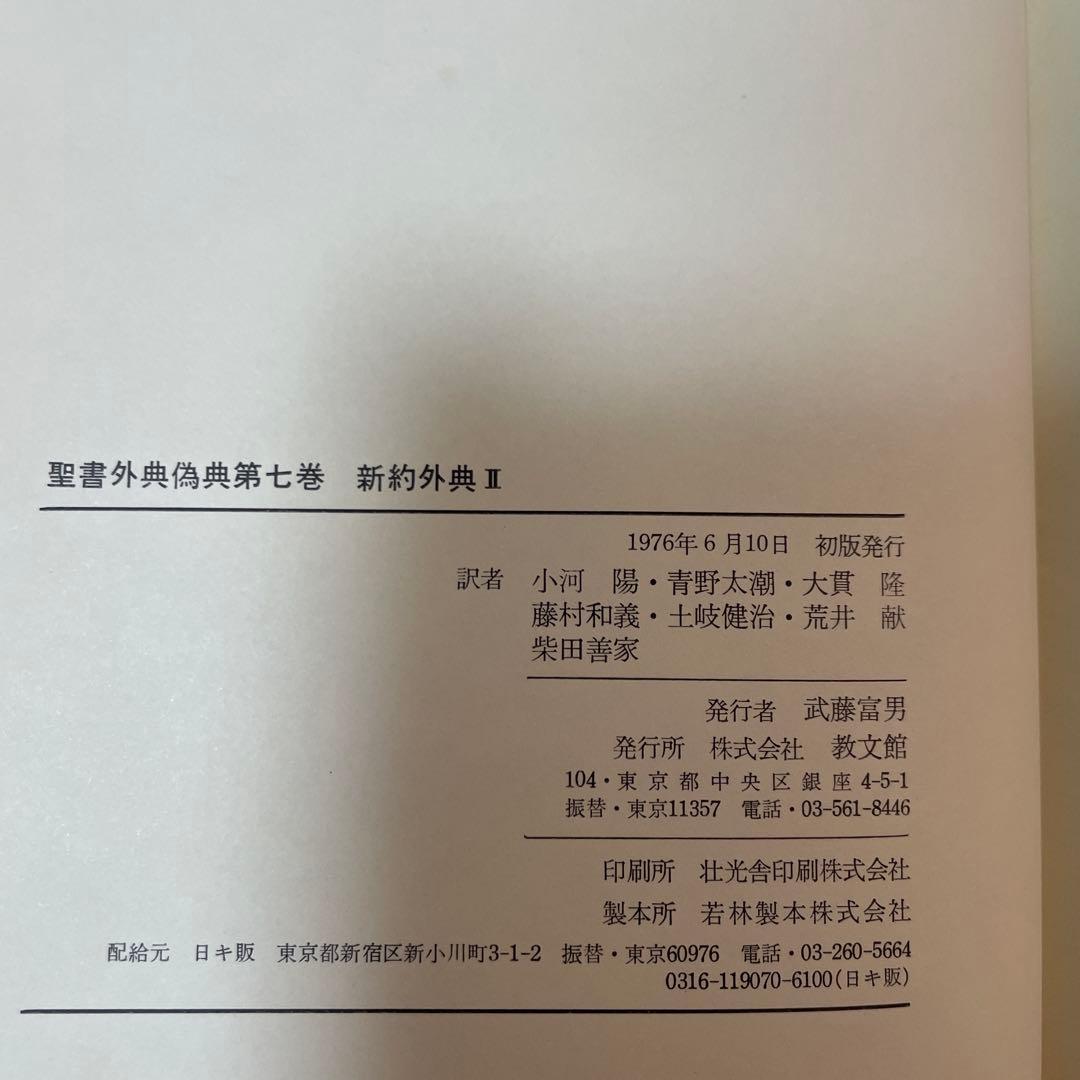 聖書外典偽典第七巻　新約外典Ⅱ
1976年6月10日　初版発行
訳者　小河　陽・青野太潮・大貫　隆
藤村和義・土岐健治・荒井　献
柴田善家
発行者　武藤富男
発行所　株式会社　教文館
104・東京都中央区銀座4-5-1
振替・東京11357　電話・03-561-8446
印刷所　壮光舎印刷株式会社
製本所　若林製本株式会社
配給元　日キ販　東京都新宿区新小川町3-1-2　振替・東京60976　電話・03-260-5664
0316-119070-6100(日キ販)